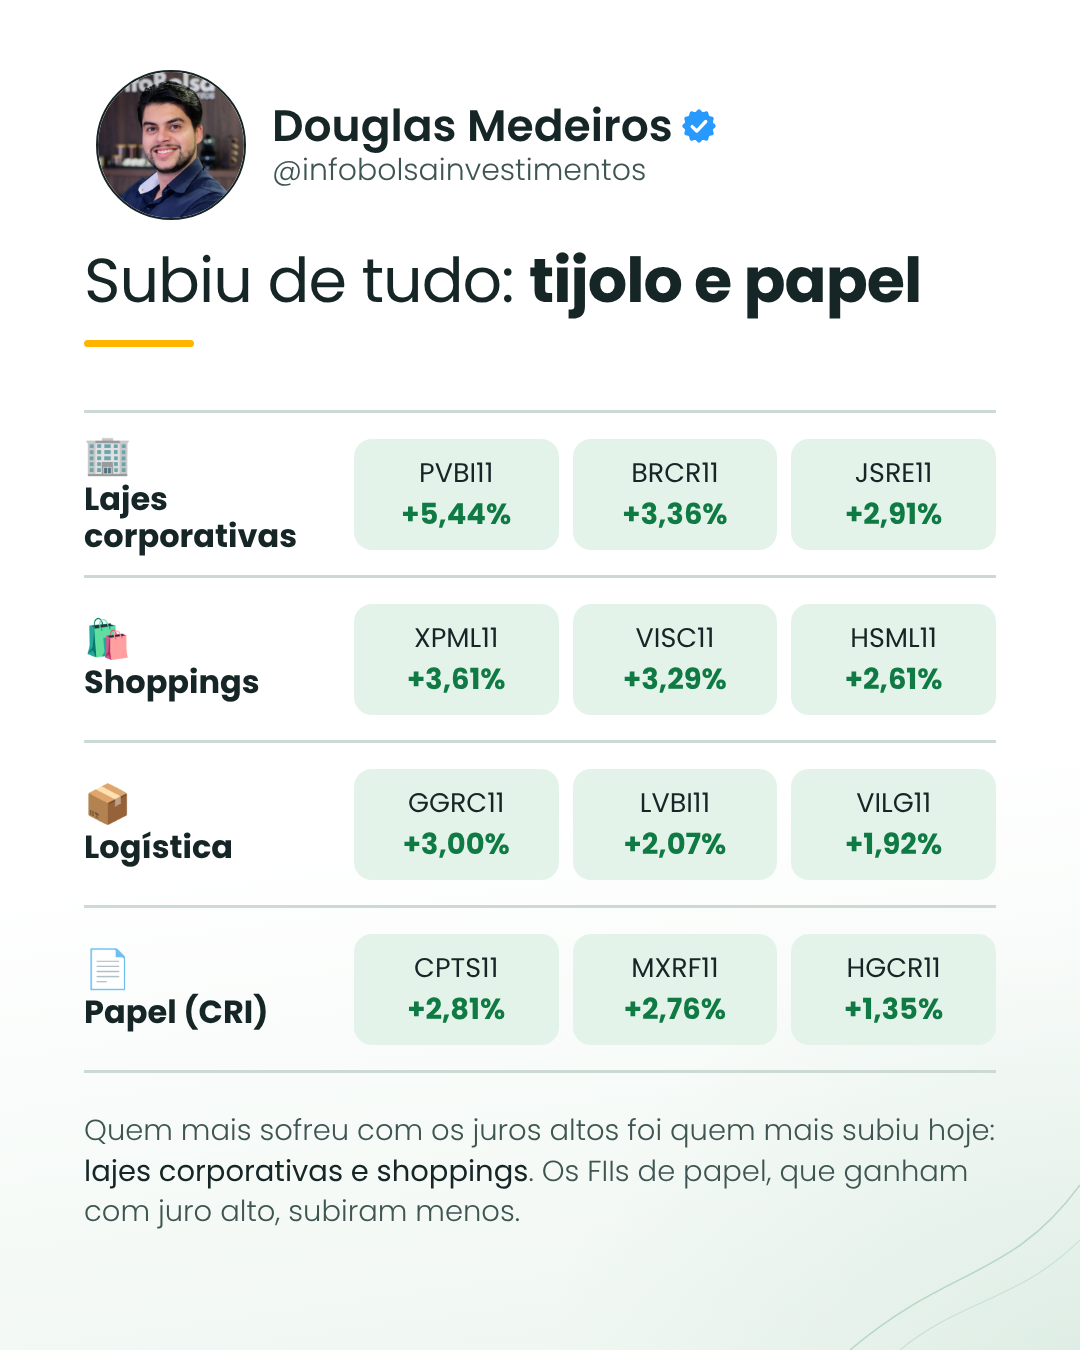 Douglas Medeiros
@infobolsainvestimentos
Subiu de tudo: tijolo e papel
Lajes
corporativas
PVBI11
+5,44%
BRCR11
+3,36%
JSRE11
+2,91%
Shoppings
XPML11
+3,61%
VISC11
+3,29%
HSML11
+2,61%
Logística
GGRC11
+3,00%
LVBI11
+2,07%
VILG11
+1,92%
Papel (CRI)
CPTS11
+2,81%
MXRF11
+2,76%
HGCR11
+1,35%
Quem mais sofreu com os juros altos foi quem mais subiu hoje:
lajes corporativas e shoppings. Os FIIs de papel, que ganham
com juro alto, subiram menos.